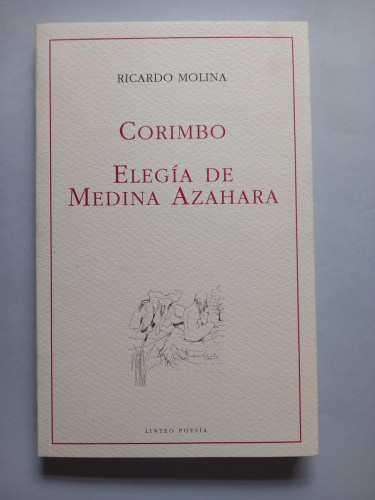 RICARDO MOLINA
CORIMBO
ELEGÍA DE
MEDINA AZAHARA
LINTEO POESÍA